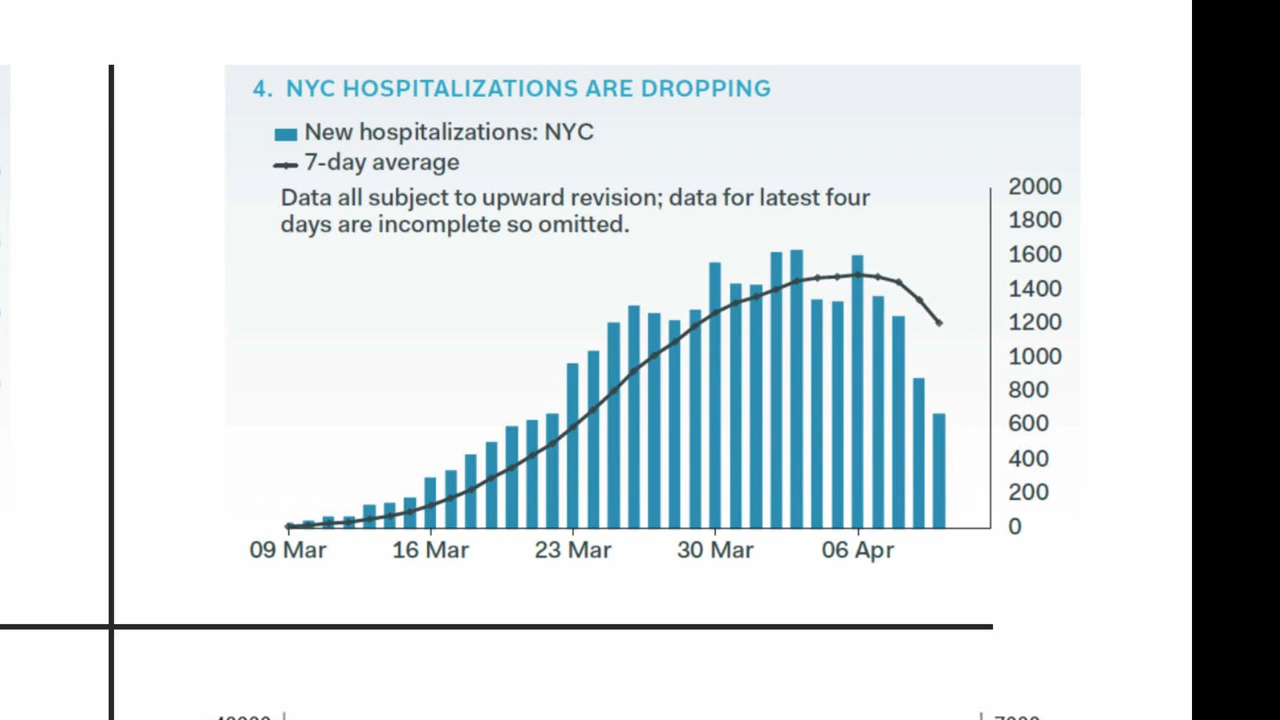 4. NYC HOSPITALIZATIONS ARE DROPPING
New hospitalizations: NYC
7-day average
Data all subject to upward revision; data for latest four
days are incomplete so omitted.
2000
1800
1600
1400
1200
1000
800
600
400
200
0
09 Mar 16 Mar 23 Mar 30 Mar 06 Apr